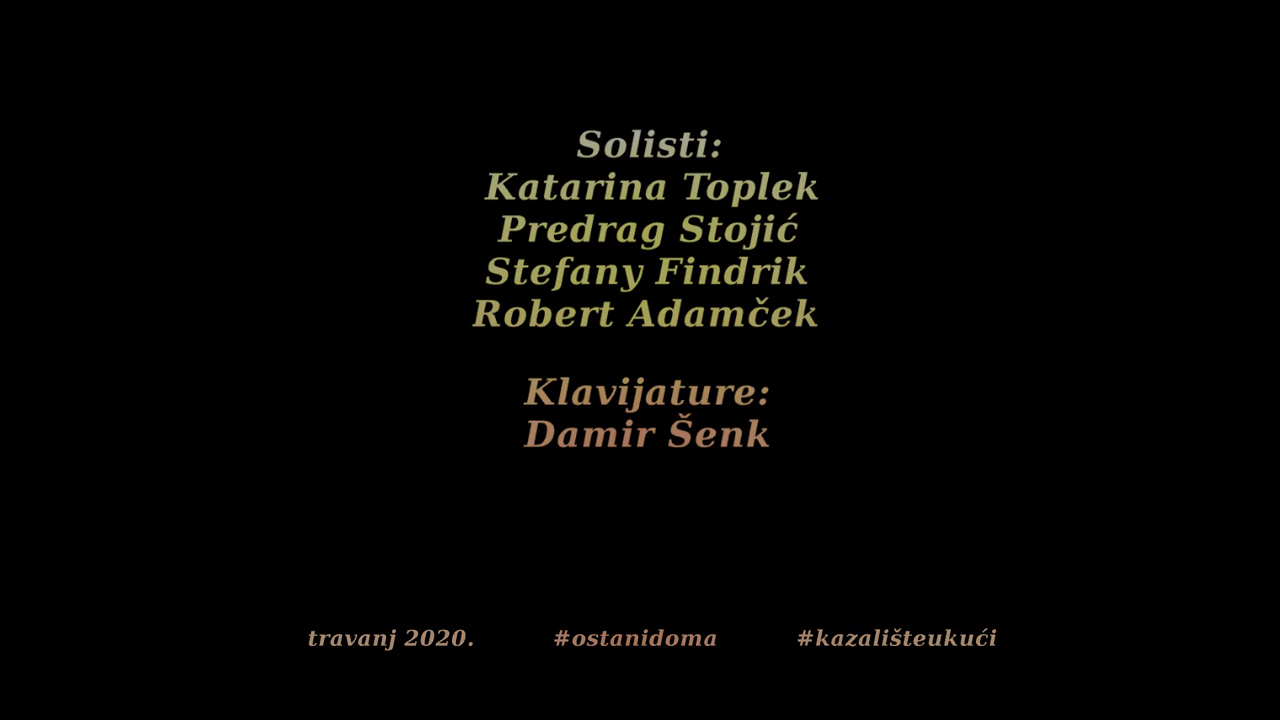 Solisti:
Katarina Toplek
Predrag Stojić
Stefany Findrik
Robert Adamček
Klavijature:
Damir Šenk
travanj 2020. #ostanidoma #kazališteukući